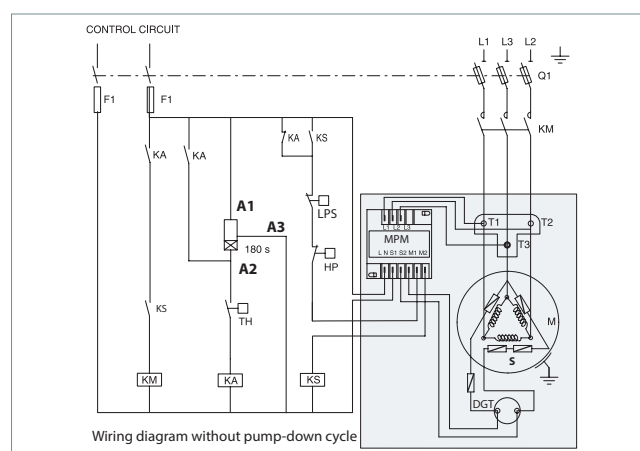 CONTROL CIRCUIT
L1 L3 L2
Q1
F1 F1
KM
KA KA KA KS
A1
A3
LPS
180 s
A2
HP
TH
KS
KM KA KS
L1 L2 L3
MPM
L N S1 S2 M1 M2
T1 T2
T3
M
S
DGT
Wiring diagram without pump-down cycle